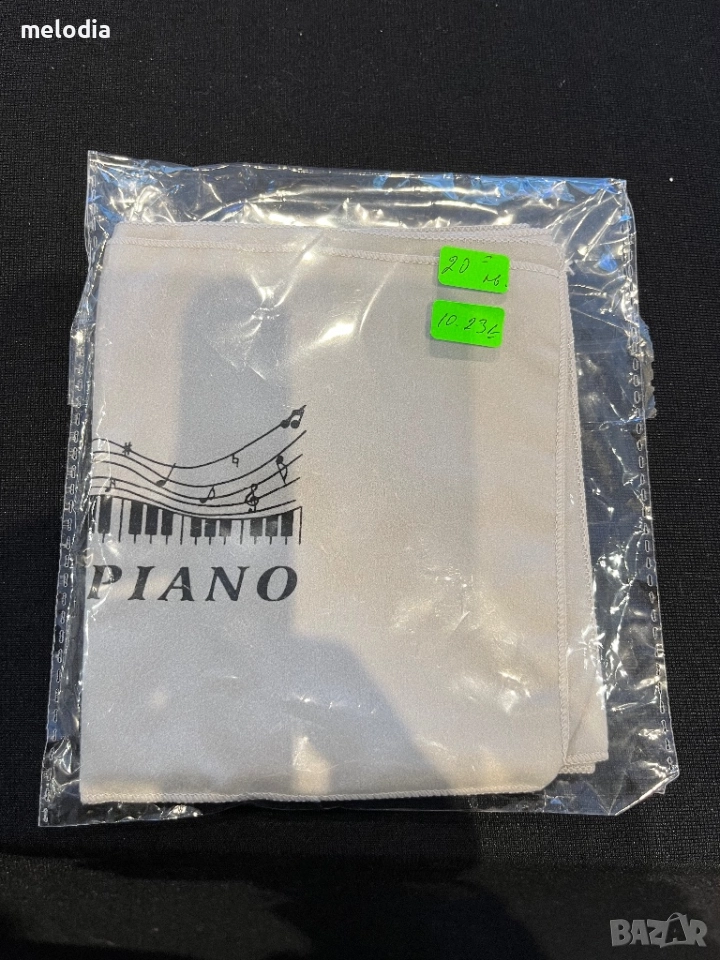 melodia
20 лв.
10.23€
PIANO
BAZAR